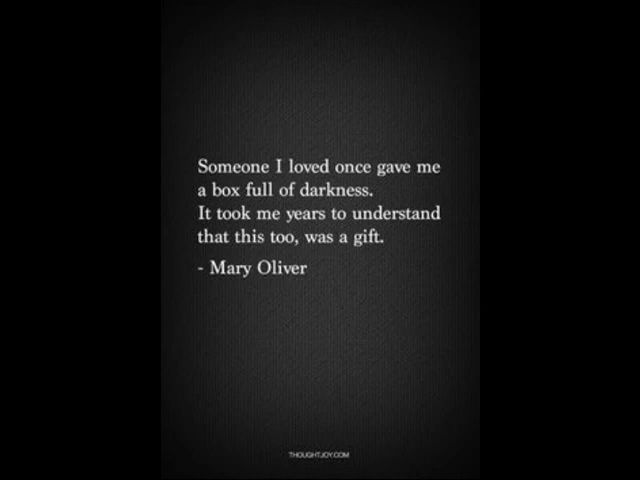 Someone I loved once gave me
a box full of darkness.
It took me years to understand
that this too, was a gift.
- Mary Oliver
THOUGHTJOY.COM